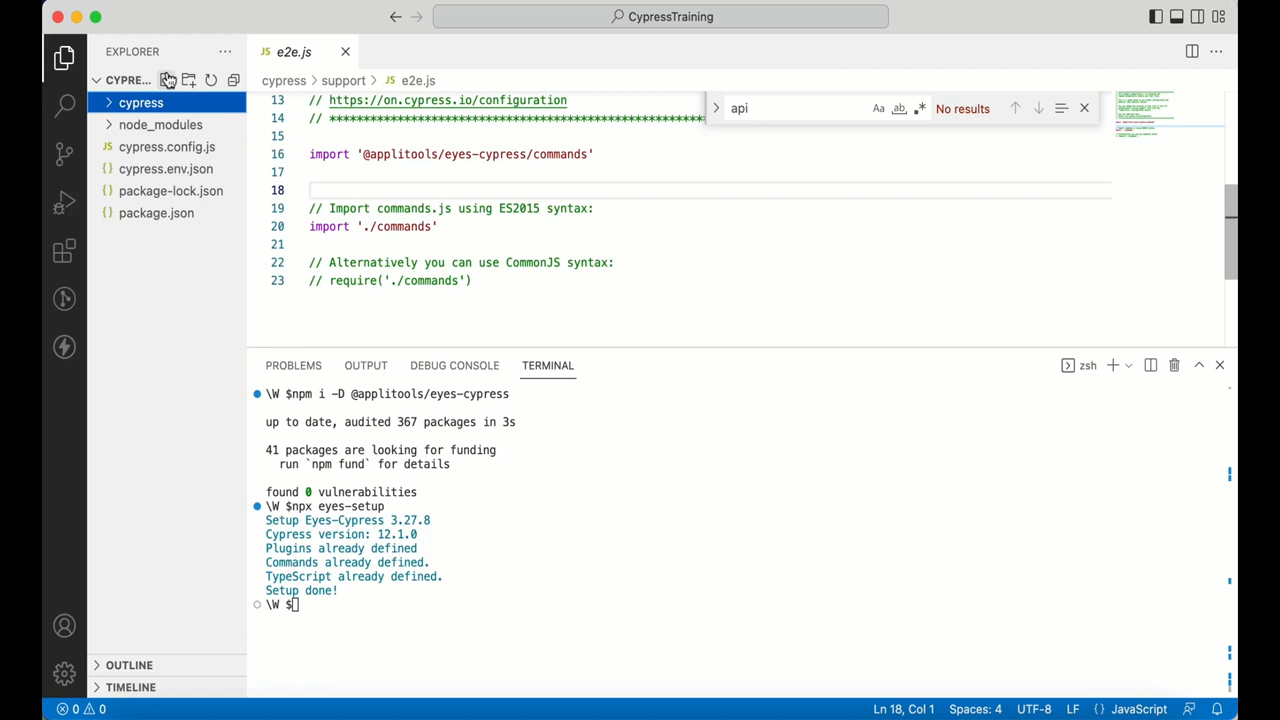 CypressTraining
EXPLORER
CYPRE...
cypress
node_modules
JS cypress.config.js
{} cypress.env.json
{} package-lock.json
{} package.json
OUTLINE
TIMELINE
JS e2e.js
cypress > support > JS e2e.js
api
Aa
ab
No results
13 // https://on.cypress.io/configuration
14 // ***********************************************************
15
16 import '@applitools/eyes-cypress/commands'
17
18
19 // Import commands.js using ES2015 syntax:
20 import './commands'
21
22 // Alternatively you can use CommonJS syntax:
23 // require('./commands')
PROBLEMS OUTPUT DEBUG CONSOLE TERMINAL
zsh
\W $npm i -D @applitools/eyes-cypress
up to date, audited 367 packages in 3s
41 packages are looking for funding
run `npm fund` for details
found 0 vulnerabilities
\W $npx eyes-setup
Setup Eyes-Cypress 3.27.8
Cypress version: 12.1.0
Plugins already defined
Commands already defined.
TypeScript already defined.
Setup done!
\W $
0 0
Ln 18, Col 1 Spaces: 4 UTF-8 LF {} JavaScript